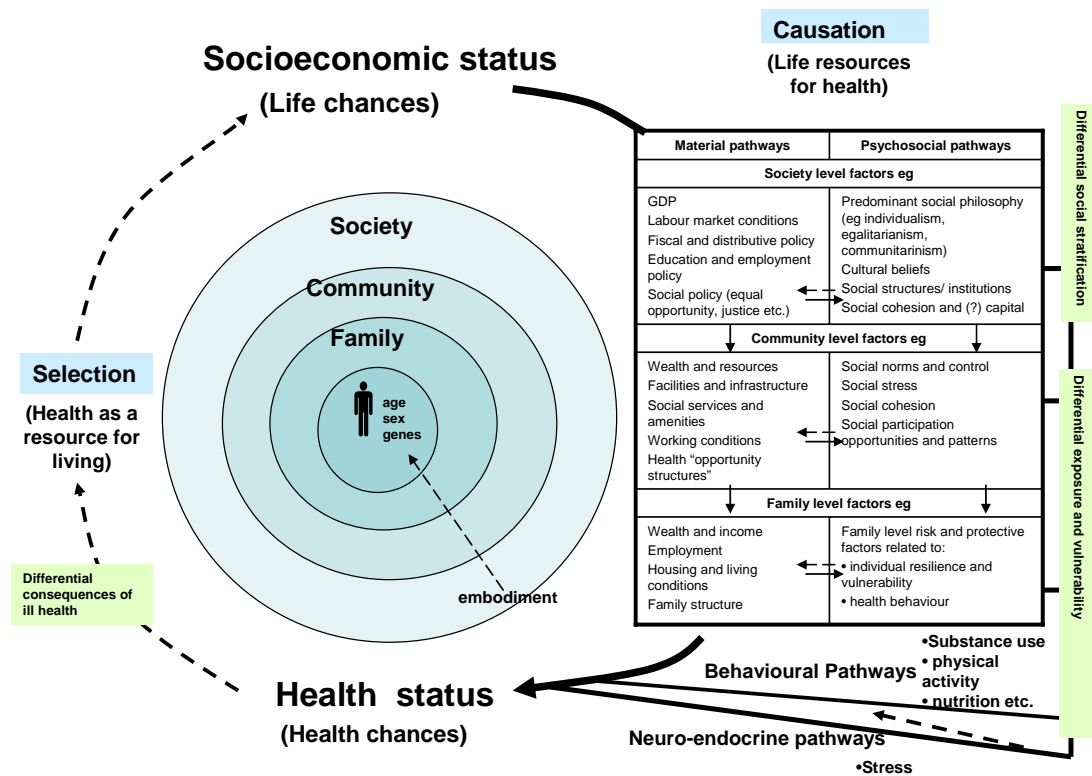 Socioeconomic status
(Life chances)
Causation
(Life resources
for health)
Differential social stratification
Material pathways
Psychosocial pathways
Society level factors eg
GDP
Labour market conditions
Fiscal and distributive policy
Education and employment
policy
Social policy (equal
opportunity, justice etc.)
Predominant social philosophy
(eg individualism,
egalitarianism,
communitarinism)
Cultural beliefs
Social structures/ institutions
Social cohesion and (?) capital
Community level factors eg
Wealth and resources
Facilities and infrastructure
Social services and
amenities
Working conditions
Health “opportunity
structures”
Social norms and control
Social stress
Social cohesion
Social participation
opportunities and patterns
Family level factors eg
Wealth and income
Employment
Housing and living
conditions
Family structure
Family level risk and protective
factors related to:
• individual resilience and
vulnerability
• health behaviour
Differential exposure and vulnerability
Society
Community
Family
age
sex
genes
embodiment
Selection
(Health as a
resource for
living)
Differential
consequences of
ill health
Health status
(Health chances)
Behavioural Pathways
•Substance use
• physical
activity
• nutrition etc.
Neuro-endocrine pathways
•Stress